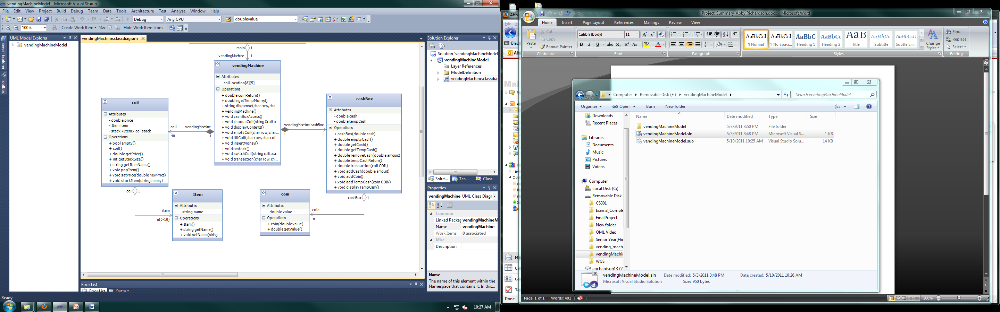 vendingMachineModel - Microsoft Visual Studio
File Edit View Project Build Debug Team Data Tools Architecture Test Analyze Window Help
Debug Any CPU doublevalue
100% Create Work Item Hide Work Item Icons
Server Explorer
Toolbox
UML Model Explorer
vendingMachineModel
vendingMachine.classdiagram
main 1
vendingMachine 1
vendingMachine
Attributes
- coil location[8][5]
Operations
+ double coinReturn()
+ double getTempMoney()
+ string dispense(char row, cha...
+ vendingMachine()
+ void cashBoxAccess()
+ void chooseCoil(string &coilLo...
+ void displayContents()
+ void emptyCoil(char row, char...
+ void fillCoil(charrow, char col...
+ void insertMoney()
+ void restock()
+ void switchCoil(string coilLoca...
+ void transaction(char row, ch...
coil
Attributes
- double price
- Item item
- stack <Item> coilstack
Operations
+ bool empty()
+ coil()
+ double getPrice()
+ int getStackSize()
+ string getItemName()
+ void popItem()
+ void setPrice(double newPrice)
+ void stockItem(string name, i...
coil vendingMachine
40 1
vendingMachine cashBox
1 1
cashBox
Attributes
- double cash
- double tempCash
Operations
+ cashBox(double cash)
+ double emptyCash()
+ double getCash()
+ double getTempCash()
+ double removeCash(double amount)
+ double tempCashReturn()
+ double transaction(coil COIL)
+ void addCash(double amount)
+ void addCoin()
+ void addTempCash(coin COIN)
+ void displayTempCash()
coil 1
item
n(0-10)
Item
Attributes
- string name
Operations
+ Item()
+ string getName()
+ void setName(string...
coin
Attributes
- double value
Operations
+ coin(double value)
+ double getValue()
cashBox 1
coin
n
Error List
Error List Output
Ready
Solution Explorer
Solution 'vendingMachineModel
vendingMachineModel
Layer References
ModelDefinition
vendingMachine.classdia
Solut... Tea... Class...
Properties
vendingMachine UML Class Diagr
Common
Linked Packag vendingMachineM
Name vendingMachine
Work Items 0 associated
Misc
Description
Name
The name of this element within the
Namespace that contains it. In this...
10:27 AM
Project_Summary_Abby Richardson.docx - Microsoft Word
Home Insert Page Layout References Mailings Review View
Paste
Cut
Copy
Format Painter
Clipboard
Calibri (Body) 11
Font
Paragraph
AaBbCcI AaBbCcI AaBbCc AaBbCc AaB AaBbCc. AaBbCcD
¶ Normal ¶ No Spaci... Heading 1 Heading 2 Title Subtitle Subtle Em...
Styles
Change Styles
Find
Replace
Select
Editing
Computer Removable Disk (F:) vendingMachineModel
Search vendingMachineModel
Organize Open Burn New folder
Name Date modified Type Size
vendingMachineModel 5/3/2011 3:50 PM File folder
vendingMachineModel.sln 5/3/2011 3:48 PM Microsoft Visual S... 1 KB
vendingMachineModel.suo 5/10/2011 10:25 AM Visual Studio Solu... 14 KB
Downloads
Recent Places
Libraries
Documents
Music
Pictures
Videos
Computer
Local Disk (C:)
Removable Disk (
CS301
Exam2_Comple
FinalProject
New folder
OML Video
Senior Year(Hig
vending_mach
vendingMachin
WGS
arichardson13 (\\
vendingMachineModel.sln Date modified: 5/3/2011 3:48 PM Date created: 5/10/2011 10:26 AM
Microsoft Visual Studio Solution Size: 950 bytes
Page: 1 of 1 Words: 402 100%
Done